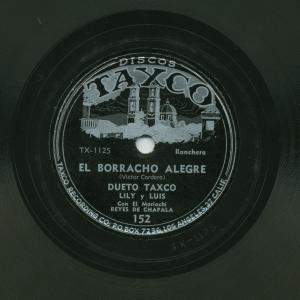 DISCOS
TAXCO
TX-1125
Ranchera
EL BORRACHO ALEGRE
(Victor Cordero)
DUETO TAXCO
LILY y LUIS
Con El Mariachi
REYES DE CHAPALA
152
TAXCO RECORDING CO. P.O. BOX 7236, LOS ANGELES, 37 CALIF.